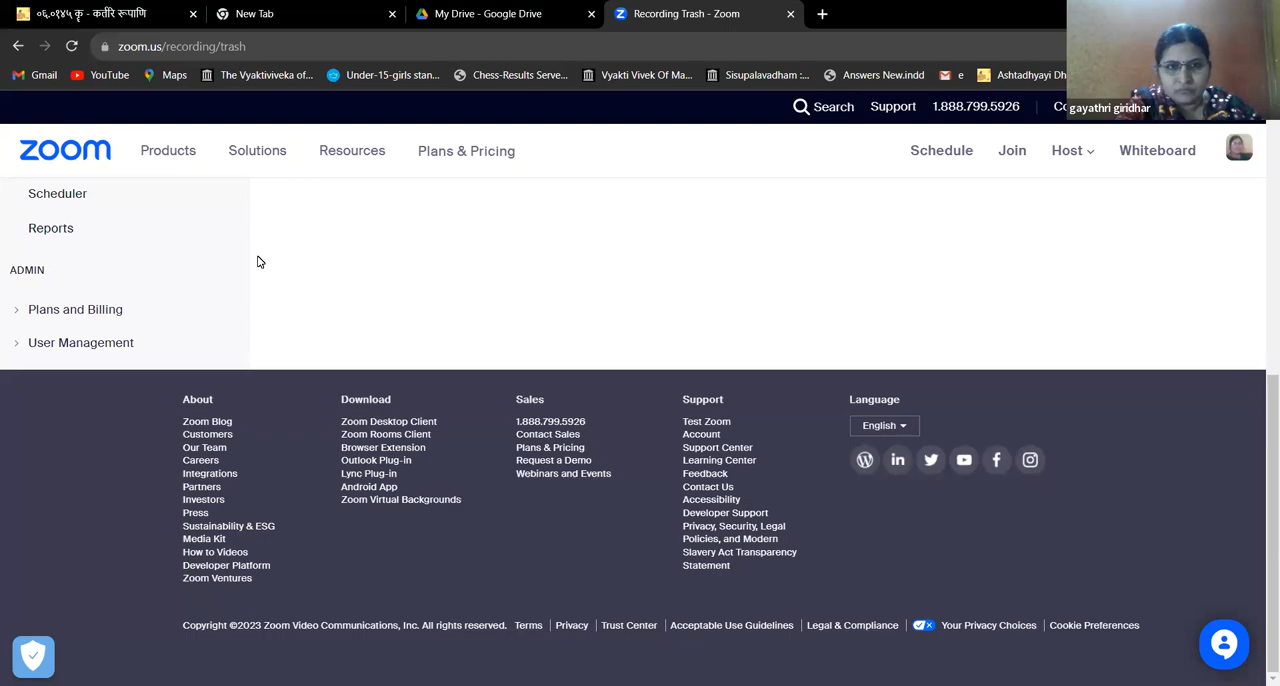 ०६.०१४५ कृ - कर्तरि रूपाणि
New Tab
My Drive - Google Drive
Recording Trash - Zoom
zoom.us/recording/trash
Gmail
YouTube
Maps
The Vyaktiviveka of...
Under-15-girls stan...
Chess-Results Serve...
Vyakti Vivek Of Ma...
Sisupalavadham :...
Answers New.indd
e
Ashtadhyayi Dh
gayathri giridhar
Search
Support
1.888.799.5926
zoom
Products
Solutions
Resources
Plans & Pricing
Schedule
Join
Host
Whiteboard
Scheduler
Reports
ADMIN
Plans and Billing
User Management
About
Zoom Blog
Customers
Our Team
Careers
Integrations
Partners
Investors
Press
Sustainability & ESG
Media Kit
How to Videos
Developer Platform
Zoom Ventures
Download
Zoom Desktop Client
Zoom Rooms Client
Browser Extension
Outlook Plug-in
Lync Plug-in
Android App
Zoom Virtual Backgrounds
Sales
1.888.799.5926
Contact Sales
Plans & Pricing
Request a Demo
Webinars and Events
Support
Test Zoom
Account
Support Center
Learning Center
Feedback
Contact Us
Accessibility
Developer Support
Privacy, Security, Legal
Policies, and Modern
Slavery Act Transparency
Statement
Language
English
Copyright ©2023 Zoom Video Communications, Inc. All rights reserved.
Terms
Privacy
Trust Center
Acceptable Use Guidelines
Legal & Compliance
Your Privacy Choices
Cookie Preferences